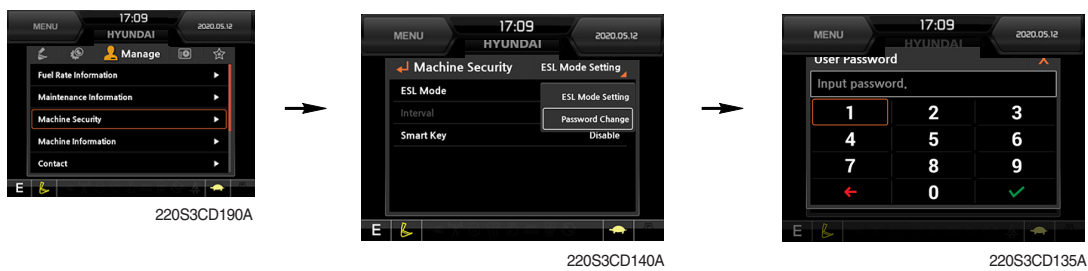 MENU 17:09 2020.05.12
HYUNDAI
Manage
Fuel Rate Information
Maintenance Information
Machine Security
Machine Information
Contact
E
220S3CD190A
MENU 17:09 2020.05.12
HYUNDAI
Machine Security ESL Mode Setting
ESL Mode
ESL Mode Setting
Interval
Password Change
Smart Key Disable
E
220S3CD140A
MENU 17:09 2020.05.12
HYUNDAI
User Password X
Input password.
1 2 3
4 5 6
7 8 9
0
E
220S3CD135A